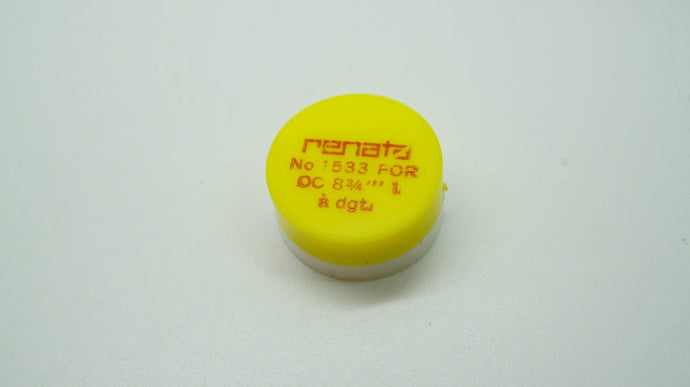 renata
No 1533 FOR
OC 8¾''' 1
à dgt.